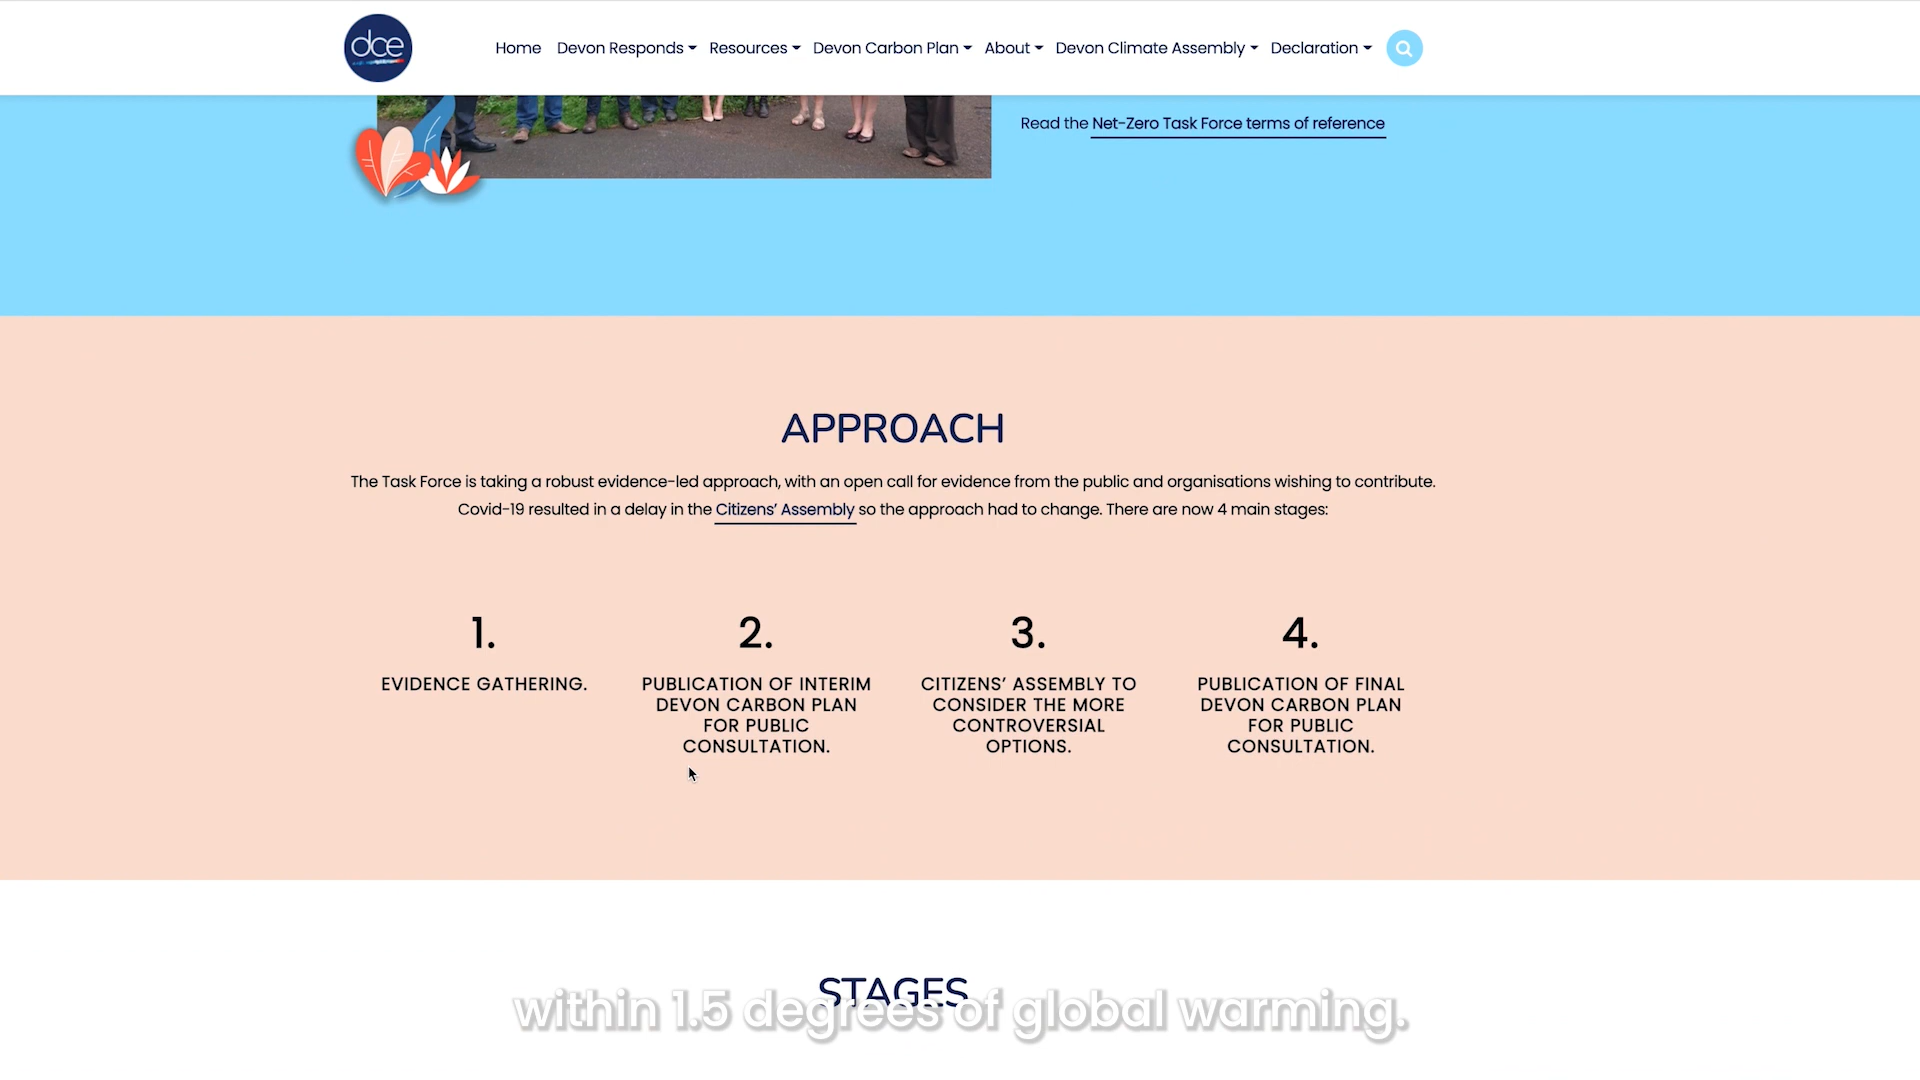 dce
Home Devon Responds Resources Devon Carbon Plan About Devon Climate Assembly Declaration
Read the Net-Zero Task Force terms of reference
APPROACH
The Task Force is taking a robust evidence-led approach, with an open call for evidence from the public and organisations wishing to contribute.
Covid-19 resulted in a delay in the Citizens’ Assembly so the approach had to change. There are now 4 main stages:
1.
EVIDENCE GATHERING.
2.
PUBLICATION OF INTERIM
DEVON CARBON PLAN
FOR PUBLIC
CONSULTATION.
3.
CITIZENS’ ASSEMBLY TO
CONSIDER THE MORE
CONTROVERSIAL
OPTIONS.
4.
PUBLICATION OF FINAL
DEVON CARBON PLAN
FOR PUBLIC
CONSULTATION.
STAGES
within 1.5 degrees of global warming.